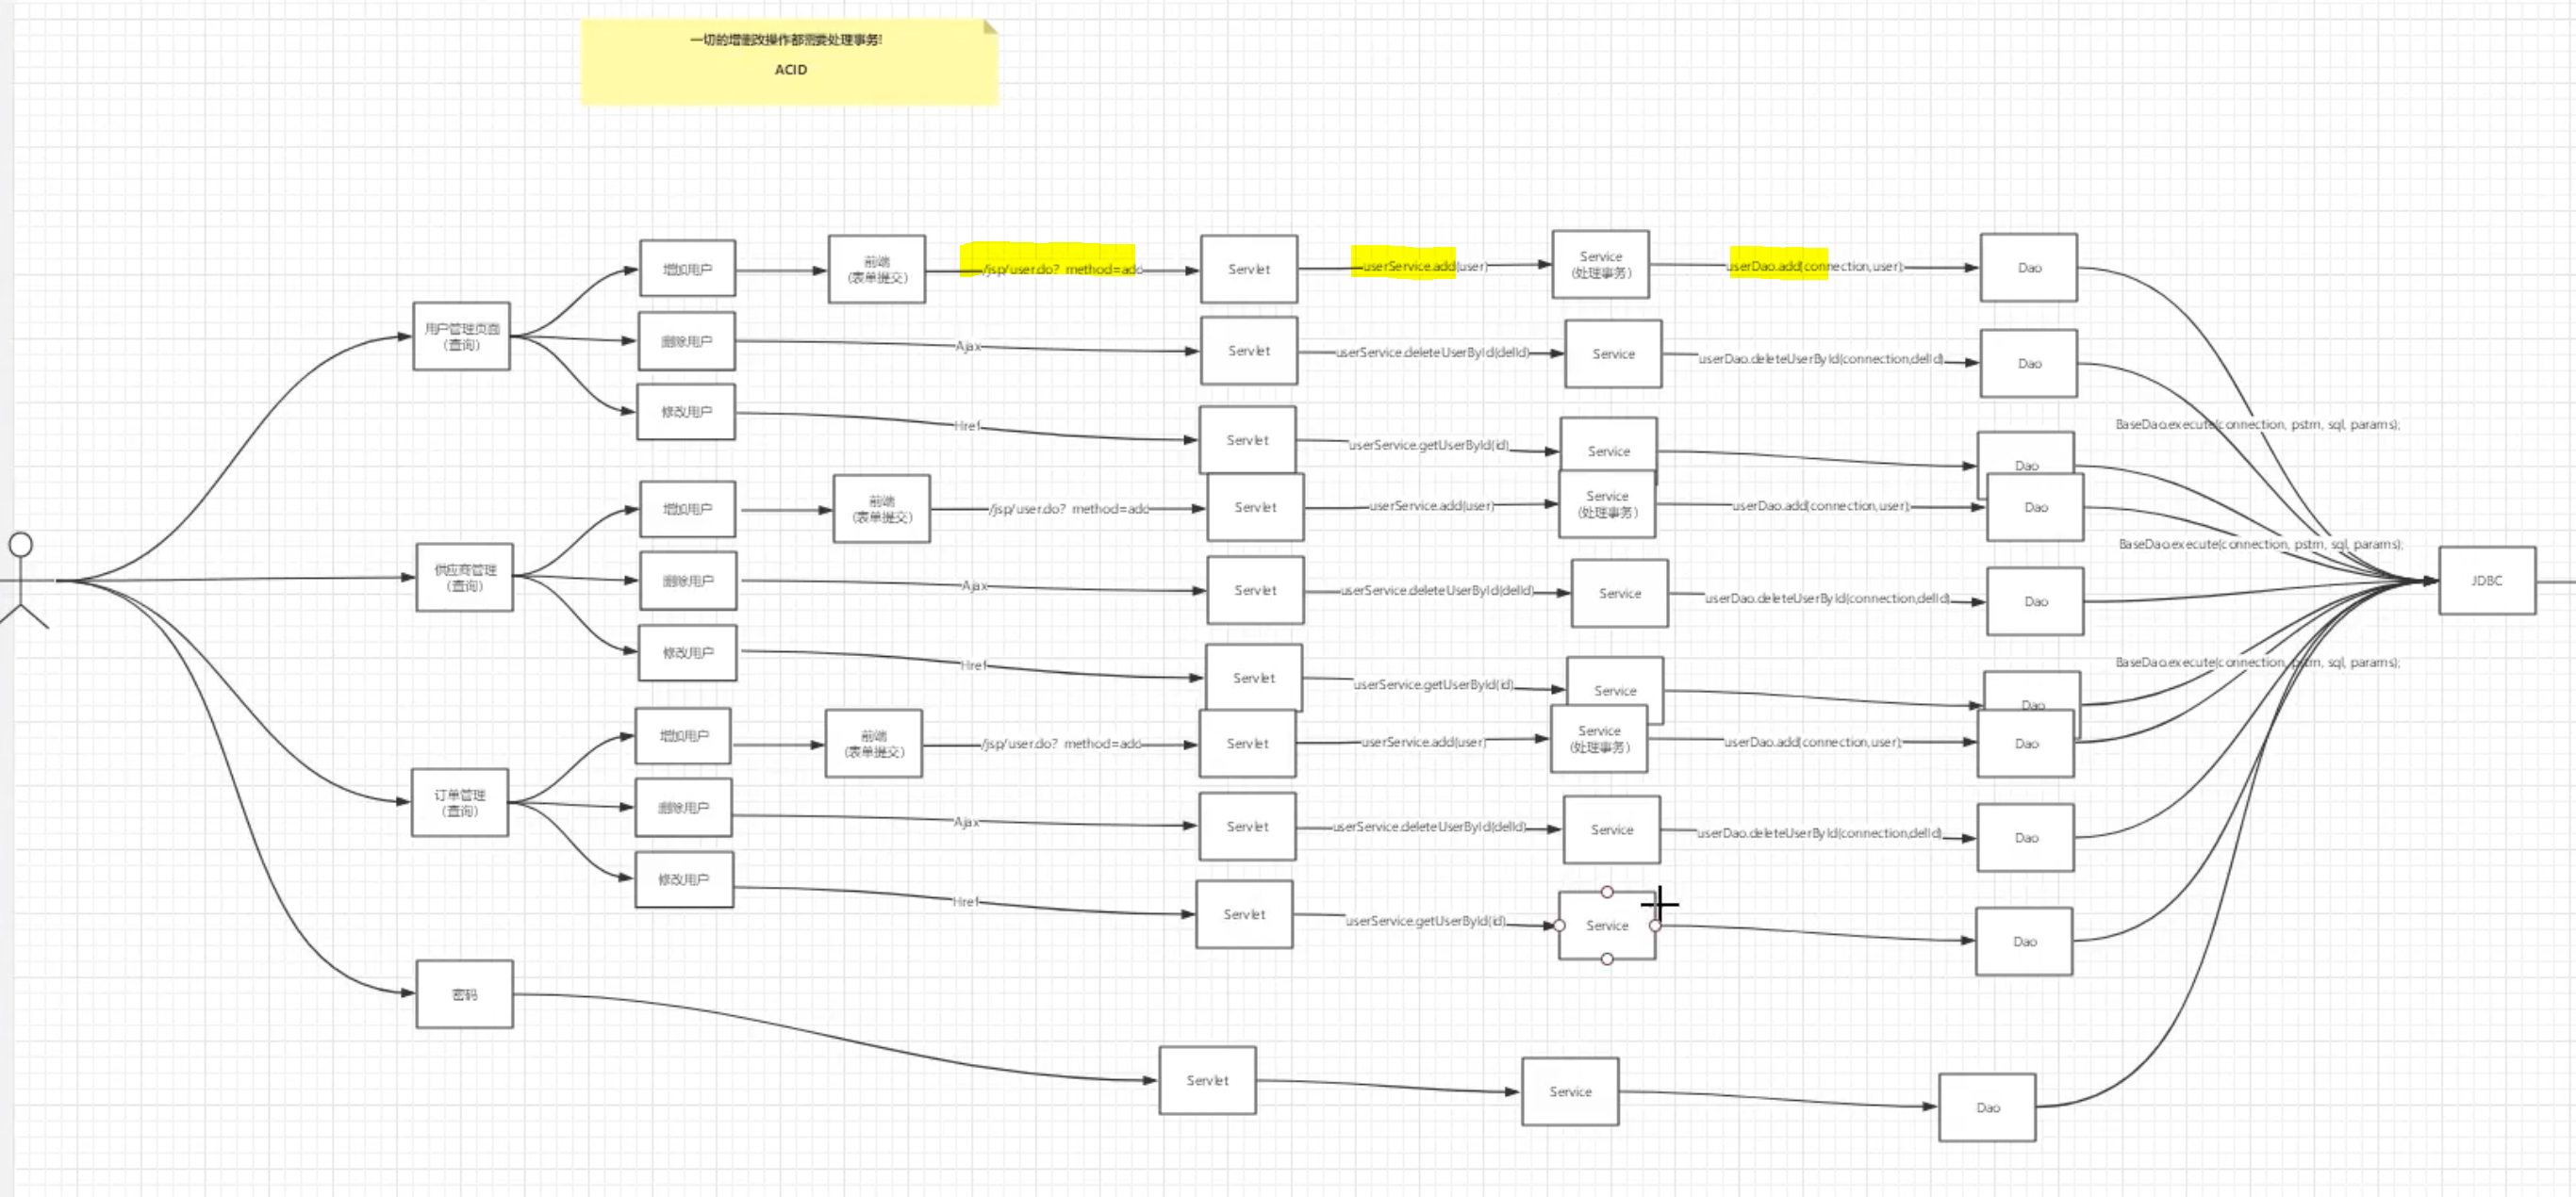 一切的增删改操作都需要处理事务!
ACID
用户管理页面
(查询)
增加用户
前端
(表单提交)
/jsp/user.do? method=add
Servlet
userService.add(user)
Service
(处理事务)
userDao.add(connection,user);
Dao
删除用户
Ajax
Servlet
userService.deleteUserById(delId)
Service
userDao.deleteUserById(connection,delId)
Dao
修改用户
Href
Servlet
userService.getUserById(id)
Service
Dao
BaseDao.execute(connection, pstm, sql, params);
供应商管理
(查询)
增加用户
前端
(表单提交)
/jsp/user.do? method=add
Servlet
userService.add(user)
Service
(处理事务)
userDao.add(connection,user);
Dao
BaseDao.execute(connection, pstm, sql, params);
JDBC
删除用户
Ajax
Servlet
userService.deleteUserById(delId)
Service
userDao.deleteUserById(connection,delId)
Dao
修改用户
Href
Servlet
userService.getUserById(id)
Service
Dao
BaseDao.execute(connection, pstm, sql, params);
订单管理
(查询)
增加用户
前端
(表单提交)
/jsp/user.do? method=add
Servlet
userService.add(user)
Service
(处理事务)
userDao.add(connection,user);
Dao
删除用户
Ajax
Servlet
userService.deleteUserById(delId)
Service
userDao.deleteUserById(connection,delId)
Dao
修改用户
Href
Servlet
userService.getUserById(id)
Service
Dao
密码
Servlet
Service
Dao